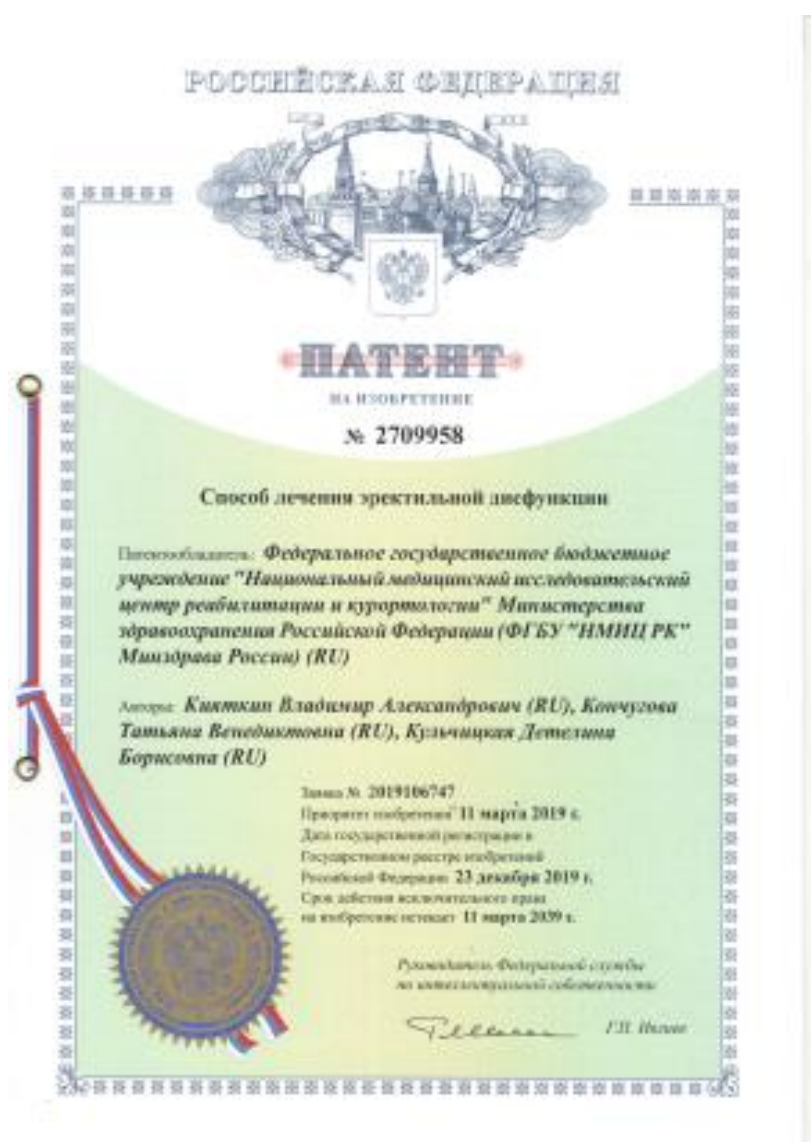 РОССИЙСКАЯ ФЕДЕРАЦИЯ
ПАТЕНТ
НА ИЗОБРЕТЕНИЕ
№ 2709958
Способ лечения эректильной дисфункции
Патентообладатель: Федеральное государственное бюджетное
учреждение "Национальный медицинский исследовательский
центр реабилитации и курортологии" Министерства
здравоохранения Российской Федерации (ФГБУ "НМИЦ РК"
Минздрава России) (RU)
Авторы: Кияткин Владимир Александрович (RU), Кончугова
Татьяна Венедиктовна (RU), Кульчицкая Детелина
Борисовна (RU)
Заявка № 2019106747
Приоритет изобретения 11 марта 2019 г.
Дата государственной регистрации в
Государственном реестре изобретений
Российской Федерации 23 декабря 2019 г.
Срок действия исключительного права
на изобретение истекает 11 марта 2039 г.
Руководитель Федеральной службы
по интеллектуальной собственности
Г.П. Ивлиев